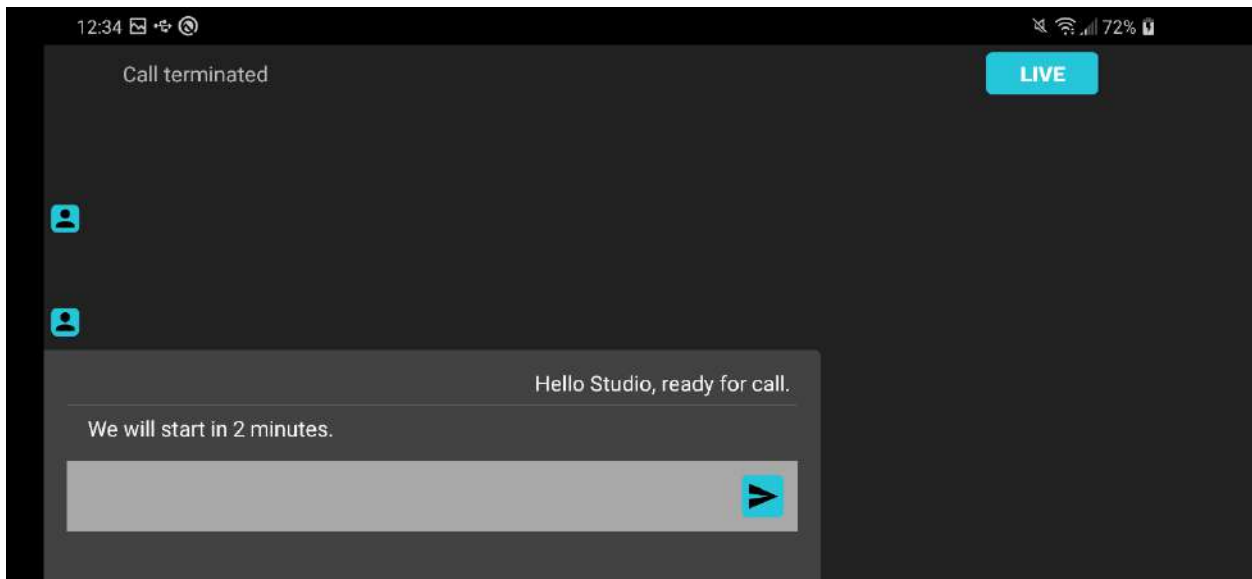 12:34
72%
Call terminated
LIVE
Hello Studio, ready for call.
We will start in 2 minutes.